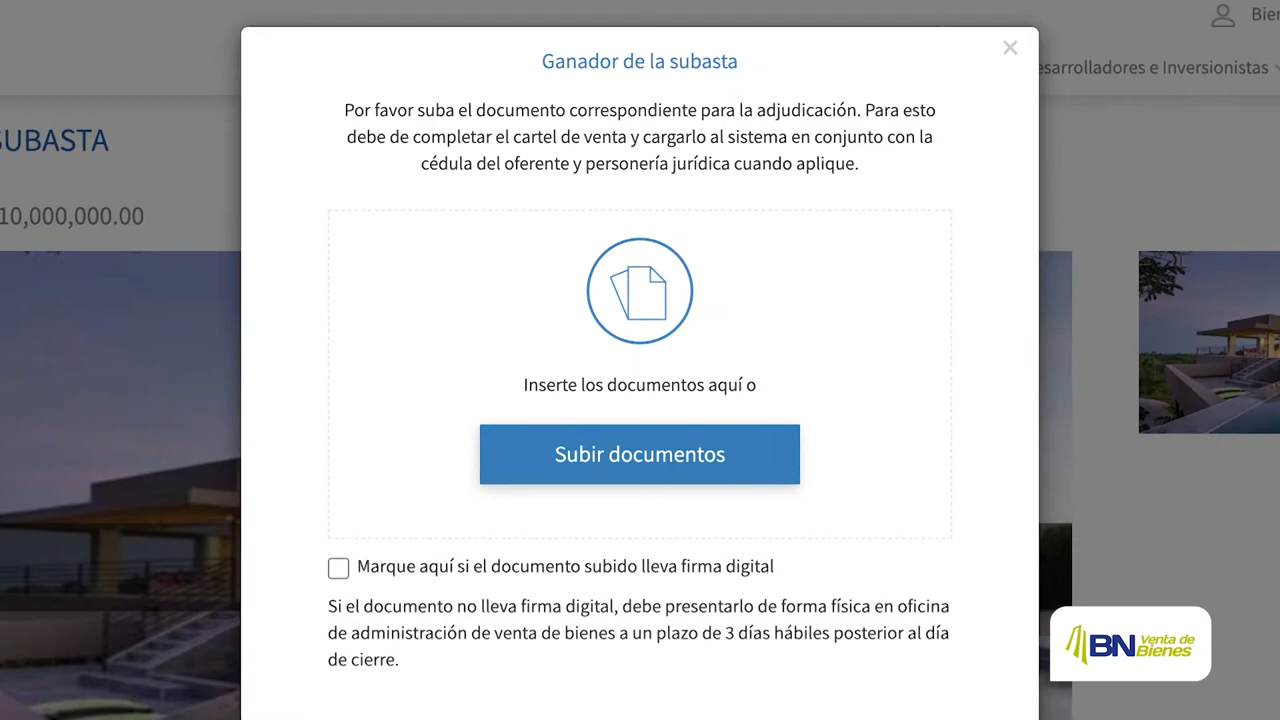 Bien
Desarrolladores e Inversionistas
SUBASTA
10,000,000.00
Ganador de la subasta
Por favor suba el documento correspondiente para la adjudicación. Para esto
debe de completar el cartel de venta y cargarlo al sistema en conjunto con la
cédula del oferente y personería jurídica cuando aplique.
Inserte los documentos aquí o
Subir documentos
Marque aquí si el documento subido lleva firma digital
Si el documento no lleva firma digital, debe presentarlo de forma física en oficina
de administración de venta de bienes a un plazo de 3 días hábiles posterior al día
de cierre.
BN Venta de
Bienes